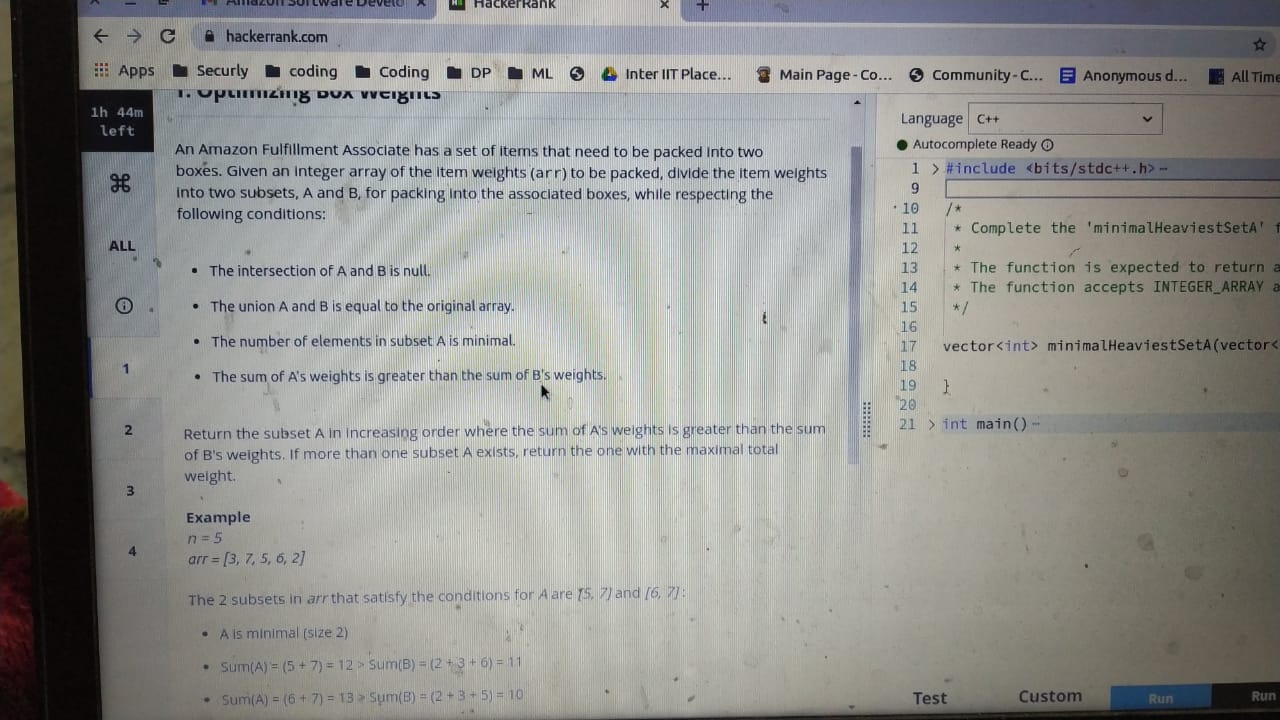 Amazon Software Develo
HackerRank
hackerrank.com
Apps Securly coding Coding DP ML Inter IIT Place... Main Page - Co... Community - C... Anonymous d... All Time
1h 44m
left
ALL
1
2
3
4
1. Optimizing Box Weights
An Amazon Fulfillment Associate has a set of items that need to be packed into two
boxes. Given an integer array of the item weights (arr) to be packed, divide the item weights
into two subsets, A and B, for packing into the associated boxes, while respecting the
following conditions:
• The intersection of A and B is null.
• The union A and B is equal to the original array.
• The number of elements in subset A is minimal.
• The sum of A's weights is greater than the sum of B's weights.
Return the subset A in increasing order where the sum of A's weights is greater than the sum
of B's weights. If more than one subset A exists, return the one with the maximal total
weight.
Example
n = 5
arr = [3, 7, 5, 6, 2]
The 2 subsets in arr that satisfy the conditions for A are [5, 7] and [6, 7] :
• A is minimal (size 2)
• Sum(A) = (5 + 7) = 12 > Sum(B) = (2 + 3 + 6) = 11
• Sum(A) = (6 + 7) = 13 > Sum(B) = (2 + 3 + 5) = 10
Language C++
Autocomplete Ready
1 > #include <bits/stdc++.h>
9
10 /*
11 * Complete the 'minimalHeaviestSetA' f
12 *
13 * The function is expected to return a
14 * The function accepts INTEGER_ARRAY a
15 */
16
17 vector<int> minimalHeaviestSetA(vector<
18
19 }
20
21 > int main()
Test Custom Run Run